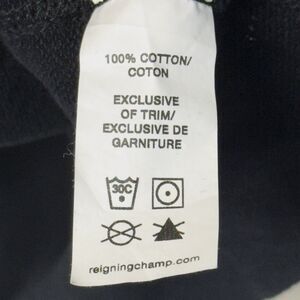 100% COTTON/
COTON
EXCLUSIVE
OF TRIM/
EXCLUSIVE DE
GARNITURE
30C
reigningchamp.com